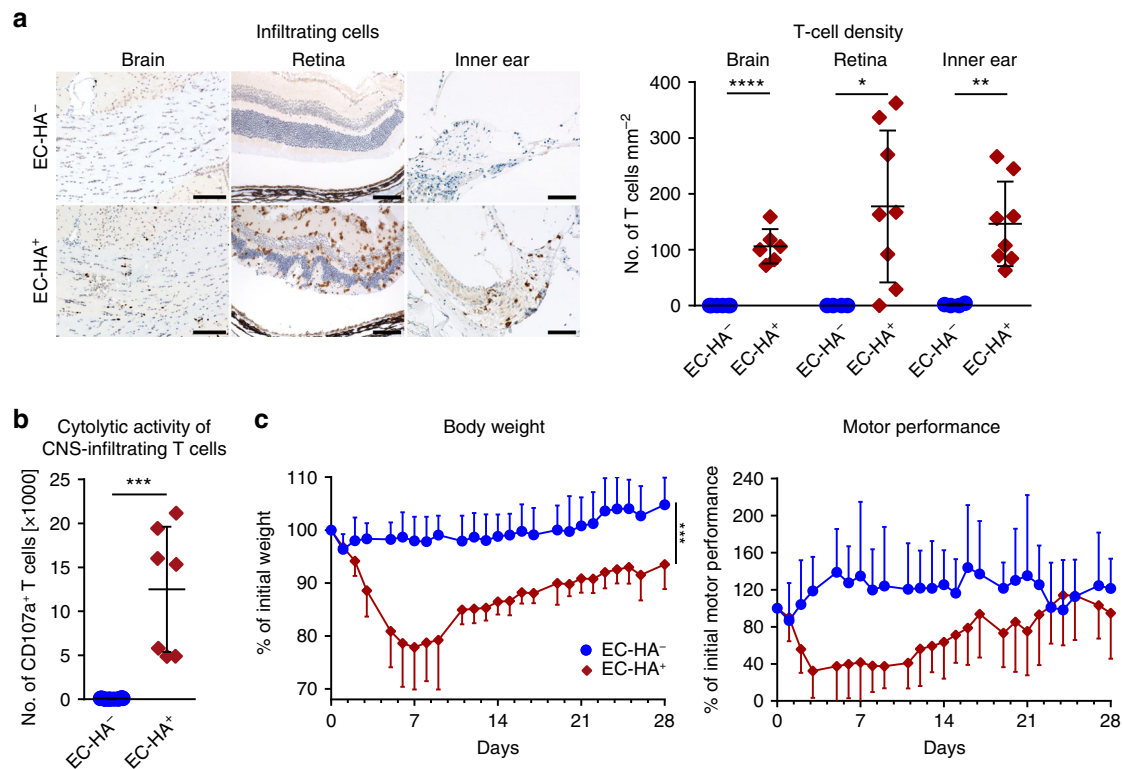 a
Infiltrating cells
Brain
Retina
Inner ear
EC-HA⁻
EC-HA⁺
T-cell density
Brain
Retina
Inner ear
****
*
**
No. of T cells mm⁻²
400
300
200
100
0
EC-HA⁻
EC-HA⁺
EC-HA⁻
EC-HA⁺
EC-HA⁻
EC-HA⁺
b
Cytolytic activity of
CNS-infiltrating T cells
***
No. of CD107a⁺ T cells [×1000]
25
20
15
10
5
0
EC-HA⁻
EC-HA⁺
c
Body weight
% of initial weight
110
100
90
80
70
***
EC-HA⁻
EC-HA⁺
0 7 14 21 28
Days
Motor performance
% of initial motor performance
240
200
160
120
80
40
0
0 7 14 21 28
Days